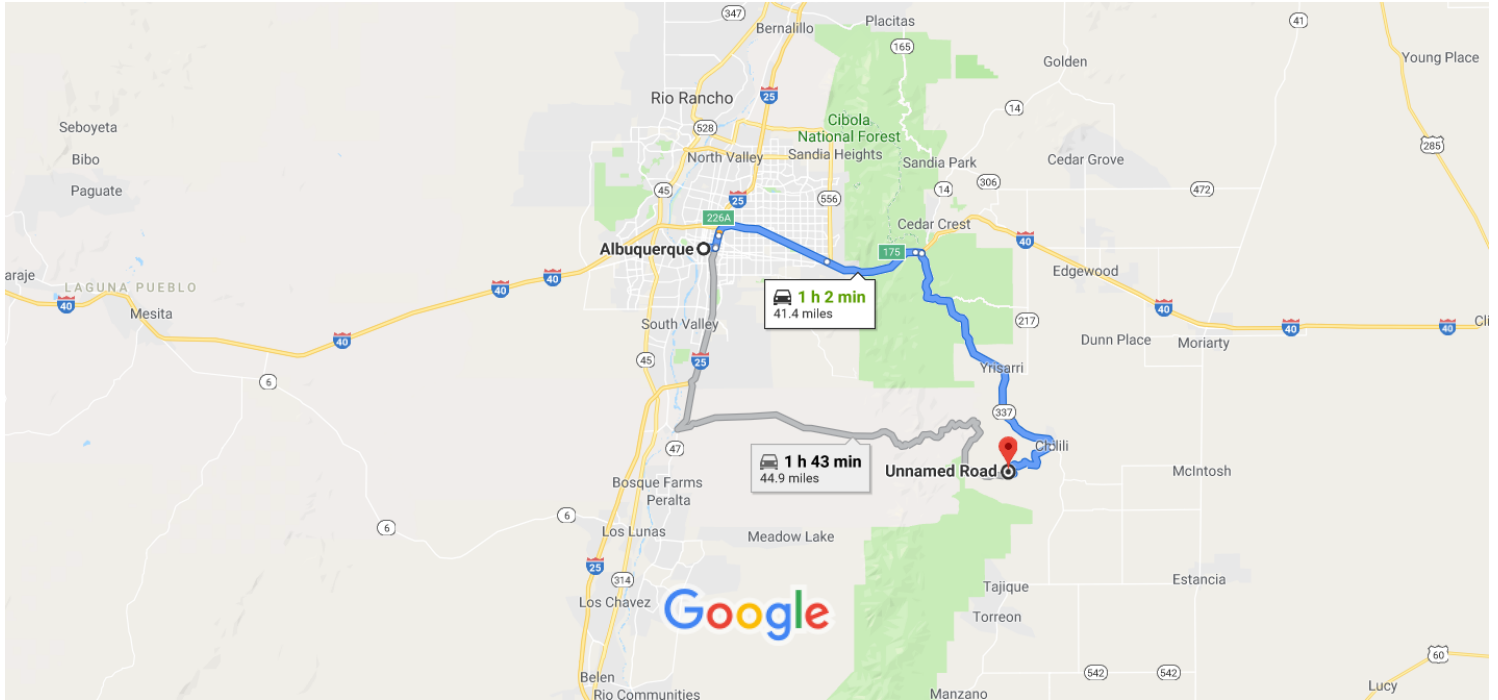 347
Bernalillo
Placitas
41
165
Young Place
Golden
25
Rio Rancho
14
Cibola
National Forest
Seboyeta
528
285
Bibo
North Valley
Sandia Heights
Sandia Park
Cedar Grove
Paguate
45
25
556
14
306
472
226A
Cedar Crest
Albuquerque
175
40
40
Edgewood
araje
LAGUNA PUEBLO
40
1 h 2 min
41.4 miles
40
Mesita
South Valley
217
40
40
Cli
40
45
25
Dunn Place
Moriarty
6
Yrisarri
337
47
Chilili
1 h 43 min
44.9 miles
Unnamed Road
McIntosh
Bosque Farms
Peralta
6
6
Los Lunas
Meadow Lake
25
314
Tajique
Estancia
Los Chavez
Google
Torreon
60
Belen
542
542
Rio Communities
Manzano
Lucy